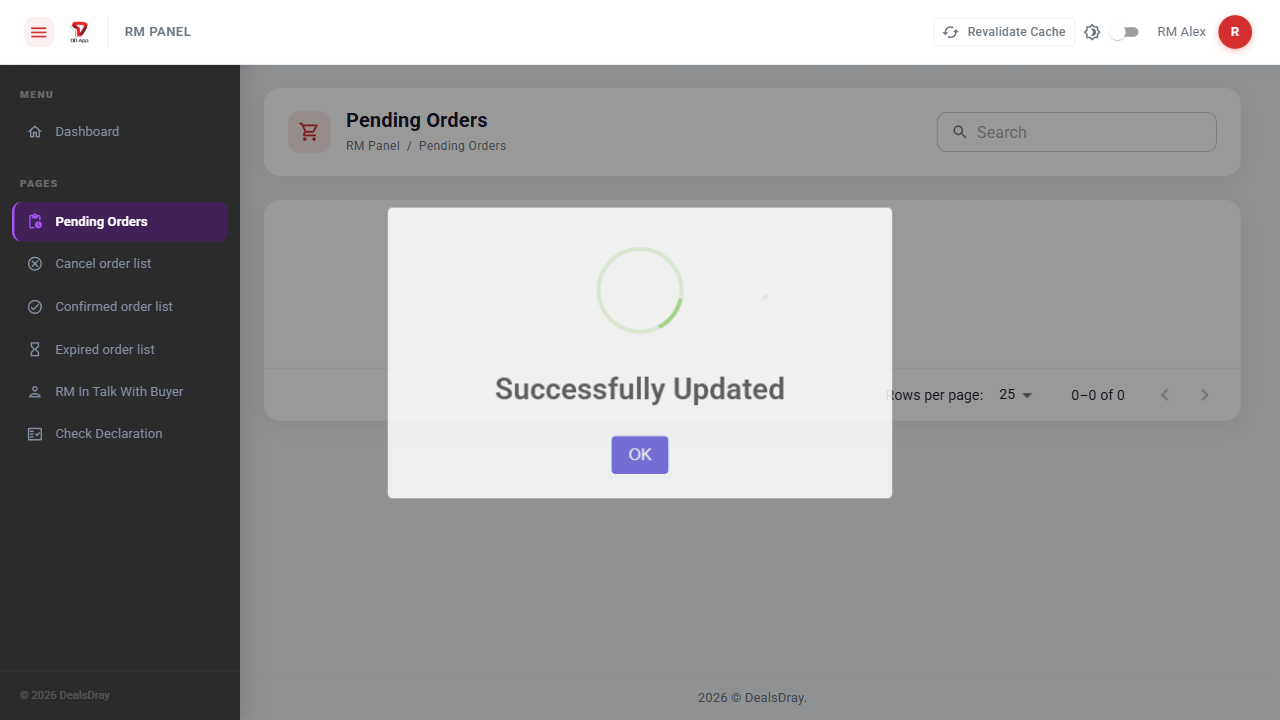 DD App
RM PANEL
Revalidate Cache
RM Alex
R
MENU
Dashboard
PAGES
Pending Orders
Cancel order list
Confirmed order list
Expired order list
RM In Talk With Buyer
Check Declaration
© 2026 DealsDray
Pending Orders
RM Panel / Pending Orders
Search
Successfully Updated
OK
Rows per page: 25 0–0 of 0
2026 © DealsDray.